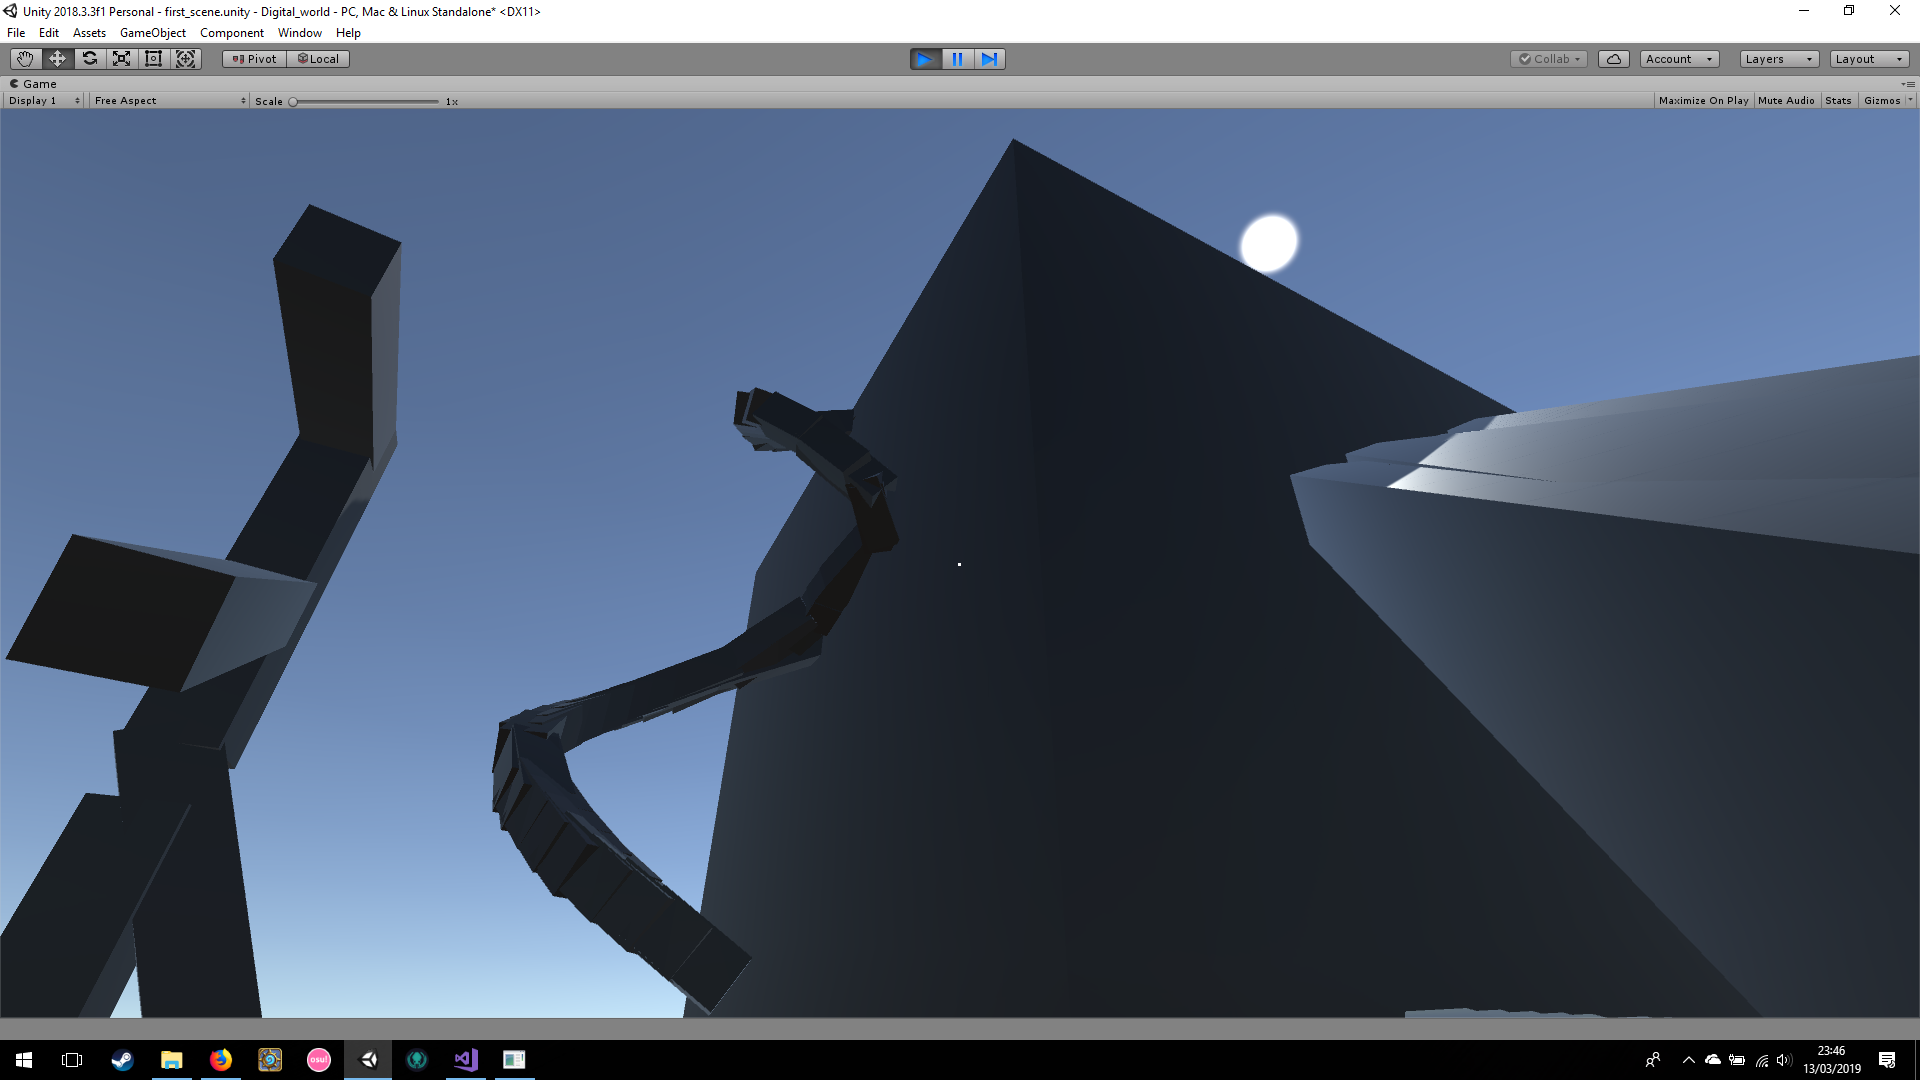 Unity 2018.3.3f1 Personal - first_scene.unity - Digital_world - PC, Mac & Linux Standalone* <DX11>
File Edit Assets GameObject Component Window Help
Pivot Local Collab Account Layers Layout
Game
Display 1 Free Aspect Scale 1x Maximize On Play Mute Audio Stats Gizmos
osu!
23:46
13/03/2019